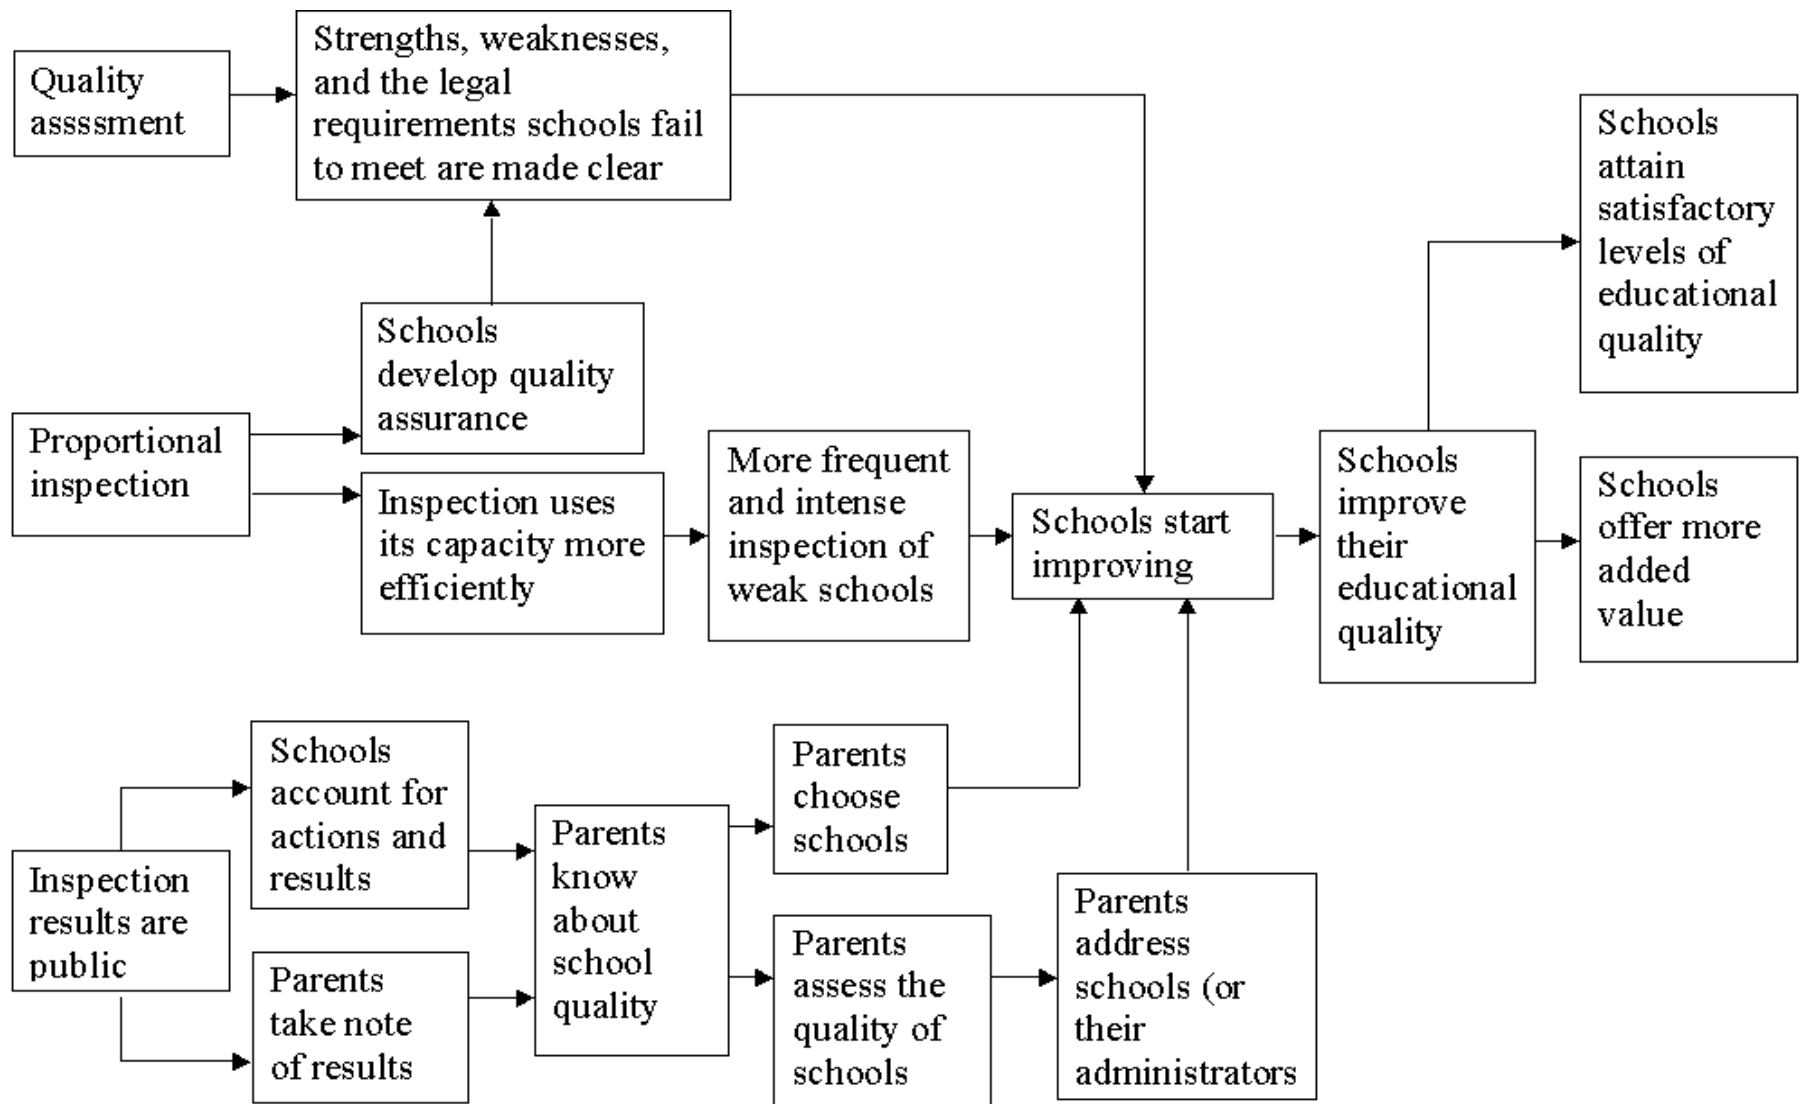 Quality
asssssment
Strengths, weaknesses,
and the legal
requirements schools fail
to meet are made clear
Schools
attain
satisfactory
levels of
educational
quality
Schools
develop quality
assurance
Proportional
inspection
Inspection uses
its capacity more
efficiently
More frequent
and intense
inspection of
weak schools
Schools start
improving
Schools
improve
their
educational
quality
Schools
offer more
added
value
Schools
account for
actions and
results
Inspection
results are
public
Parents
take note
of results
Parents
know
about
school
quality
Parents
choose
schools
Parents
assess the
quality of
schools
Parents
address
schools (or
their
administrators